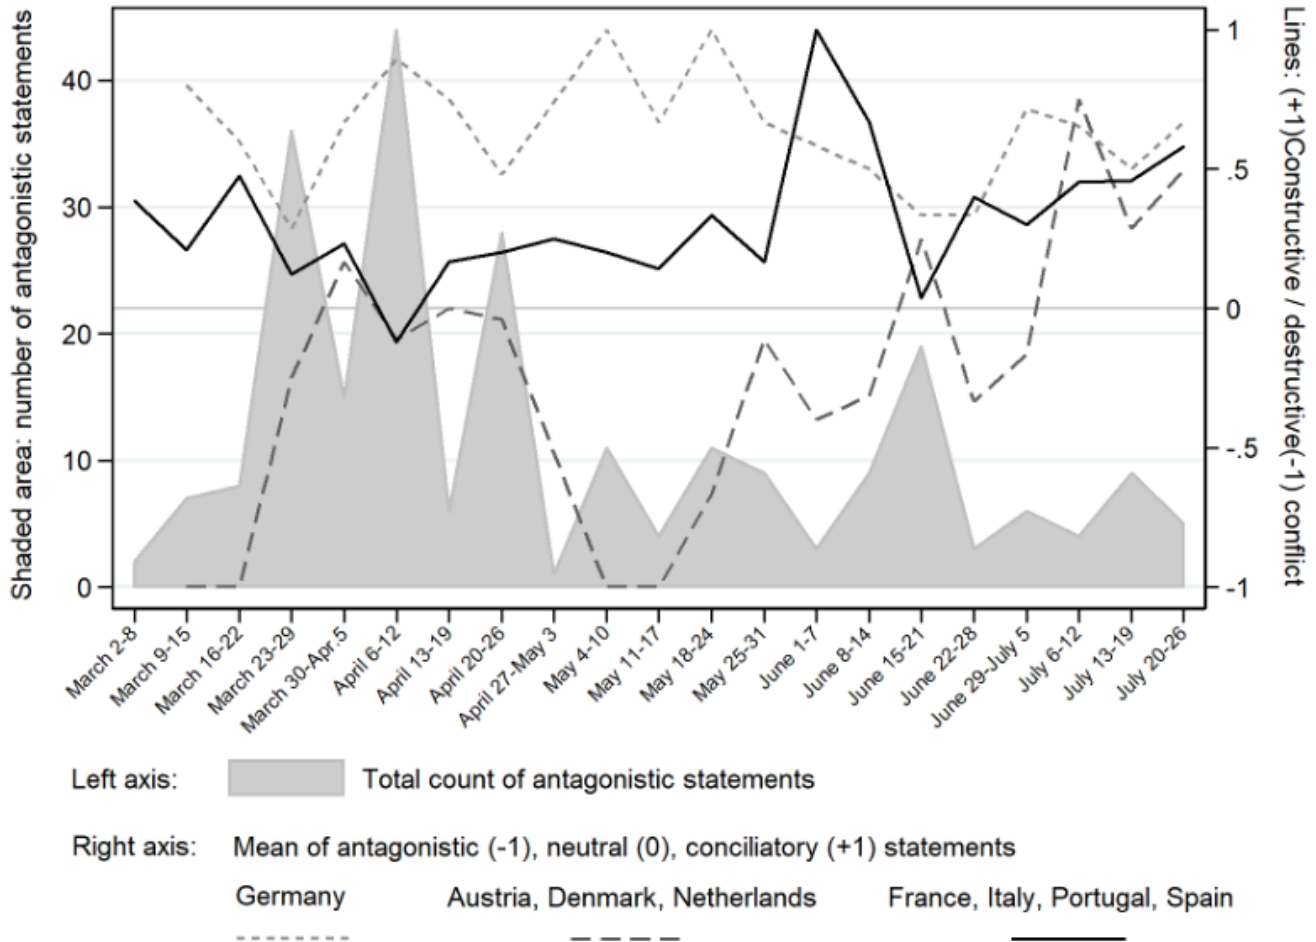 Shaded area: number of antagonistic statements
40
30
20
10
0
1
.5
0
-.5
-1
Lines: (+1)Constructive / destructive(-1) conflict
March 2-8
March 9-15
March 16-22
March 23-29
March 30-Apr.5
April 6-12
April 13-19
April 20-26
April 27-May 3
May 4-10
May 11-17
May 18-24
May 25-31
June 1-7
June 8-14
June 15-21
June 22-28
June 29-July 5
July 6-12
July 13-19
July 20-26
Left axis: Total count of antagonistic statements
Right axis: Mean of antagonistic (-1), neutral (0), conciliatory (+1) statements
Germany Austria, Denmark, Netherlands France, Italy, Portugal, Spain